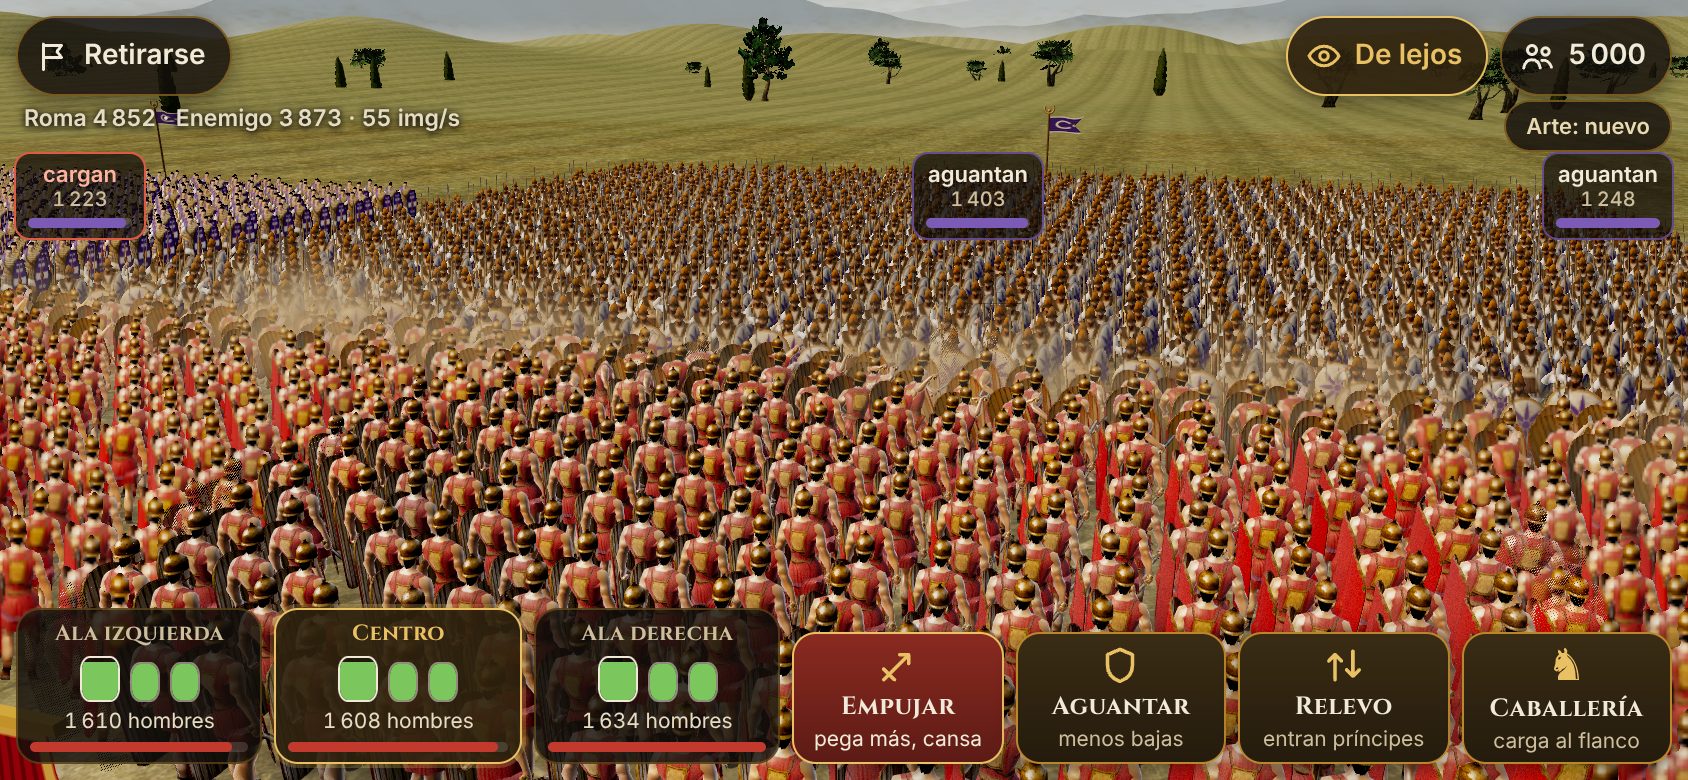 Retirarse
De lejos
5 000
Roma 4 852 · Enemigo 3 873 · 55 img/s
Arte: nuevo
cargan
1 223
aguantan
1 403
aguantan
1 248
Ala izquierda
1 610 hombres
Centro
1 608 hombres
Ala derecha
1 634 hombres
Empujar
pega más, cansa
Aguantar
menos bajas
Relevo
entran príncipes
Caballería
carga al flanco